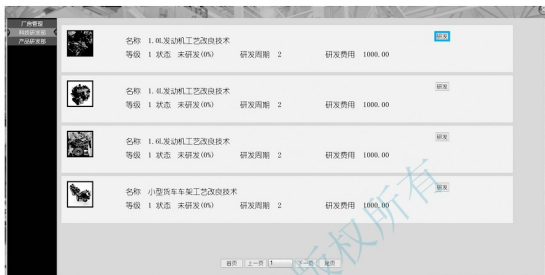 厂房管理
科技研发部
产品研发部
名称 1.0L发动机工艺改良技术
研发
等级 1 状态 未研发(0%) 研发周期 2 研发费用 1000.00
名称 1.4L发动机工艺改良技术
研发
等级 1 状态 未研发(0%) 研发周期 2 研发费用 1000.00
名称 1.6L发动机工艺改良技术
研发
等级 1 状态 未研发(0%) 研发周期 2 研发费用 1000.00
名称 小型货车车架工艺改良技术
研发
等级 1 状态 未研发(0%) 研发周期 2 研发费用 1000.00
首页 上一页 1 下一页 尾页
版权所有